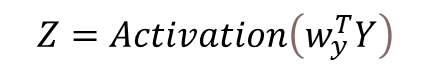 Z = Activation(w_y^T Y)